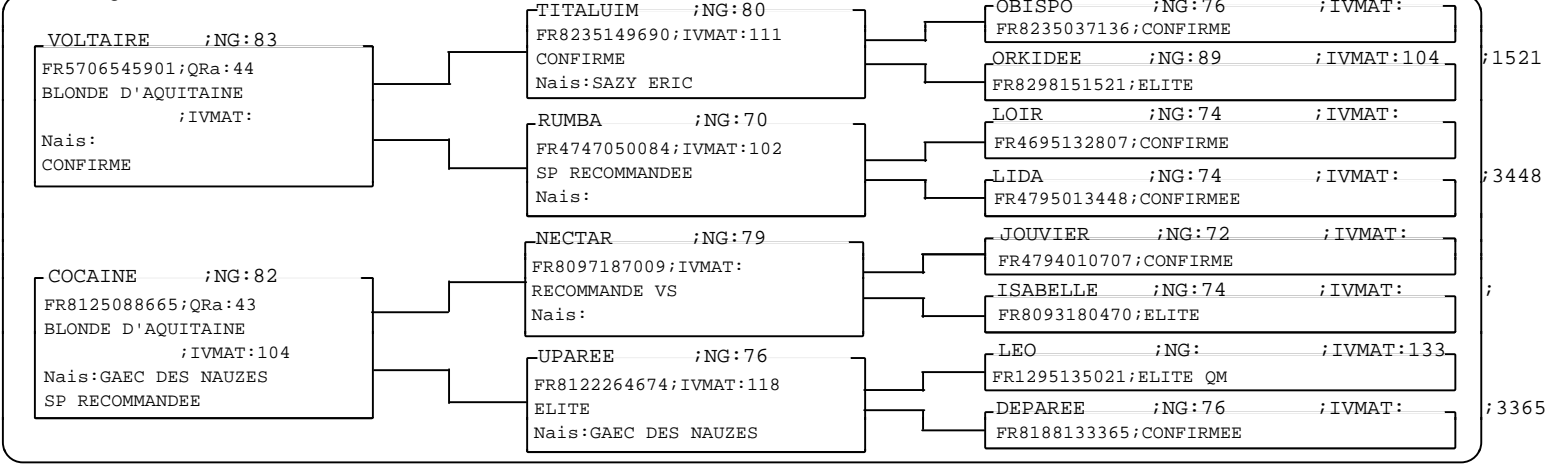 VOLTAIRE ;NG:83
FR5706545901;QRa:44
BLONDE D'AQUITAINE
;IVMAT:
Nais:
CONFIRME
COCAINE ;NG:82
FR8125088665;QRa:43
BLONDE D'AQUITAINE
;IVMAT:104
Nais:GAEC DES NAUZES
SP RECOMMANDEE
TITALUIM ;NG:80
FR8235149690;IVMAT:111
CONFIRME
Nais:SAZY ERIC
RUMBA ;NG:70
FR4747050084;IVMAT:102
SP RECOMMANDEE
Nais:
NECTAR ;NG:79
FR8097187009;IVMAT:
RECOMMANDE VS
Nais:
UPAREE ;NG:76
FR8122264674;IVMAT:118
ELITE
Nais:GAEC DES NAUZES
OBISPO ;NG:76 ;IVMAT:
FR8235037136;CONFIRME
ORKIDEE ;NG:89 ;IVMAT:104 ;1521
FR8298151521;ELITE
LOIR ;NG:74 ;IVMAT:
FR4695132807;CONFIRME
LIDA ;NG:74 ;IVMAT: ;3448
FR4795013448;CONFIRMEE
JOUVIER ;NG:72 ;IVMAT:
FR4794010707;CONFIRME
ISABELLE ;NG:74 ;IVMAT: ;
FR8093180470;ELITE
LEO ;NG: ;IVMAT:133
FR1295135021;ELITE QM
DEPAREE ;NG:76 ;IVMAT: ;3365
FR8188133365;CONFIRMEE